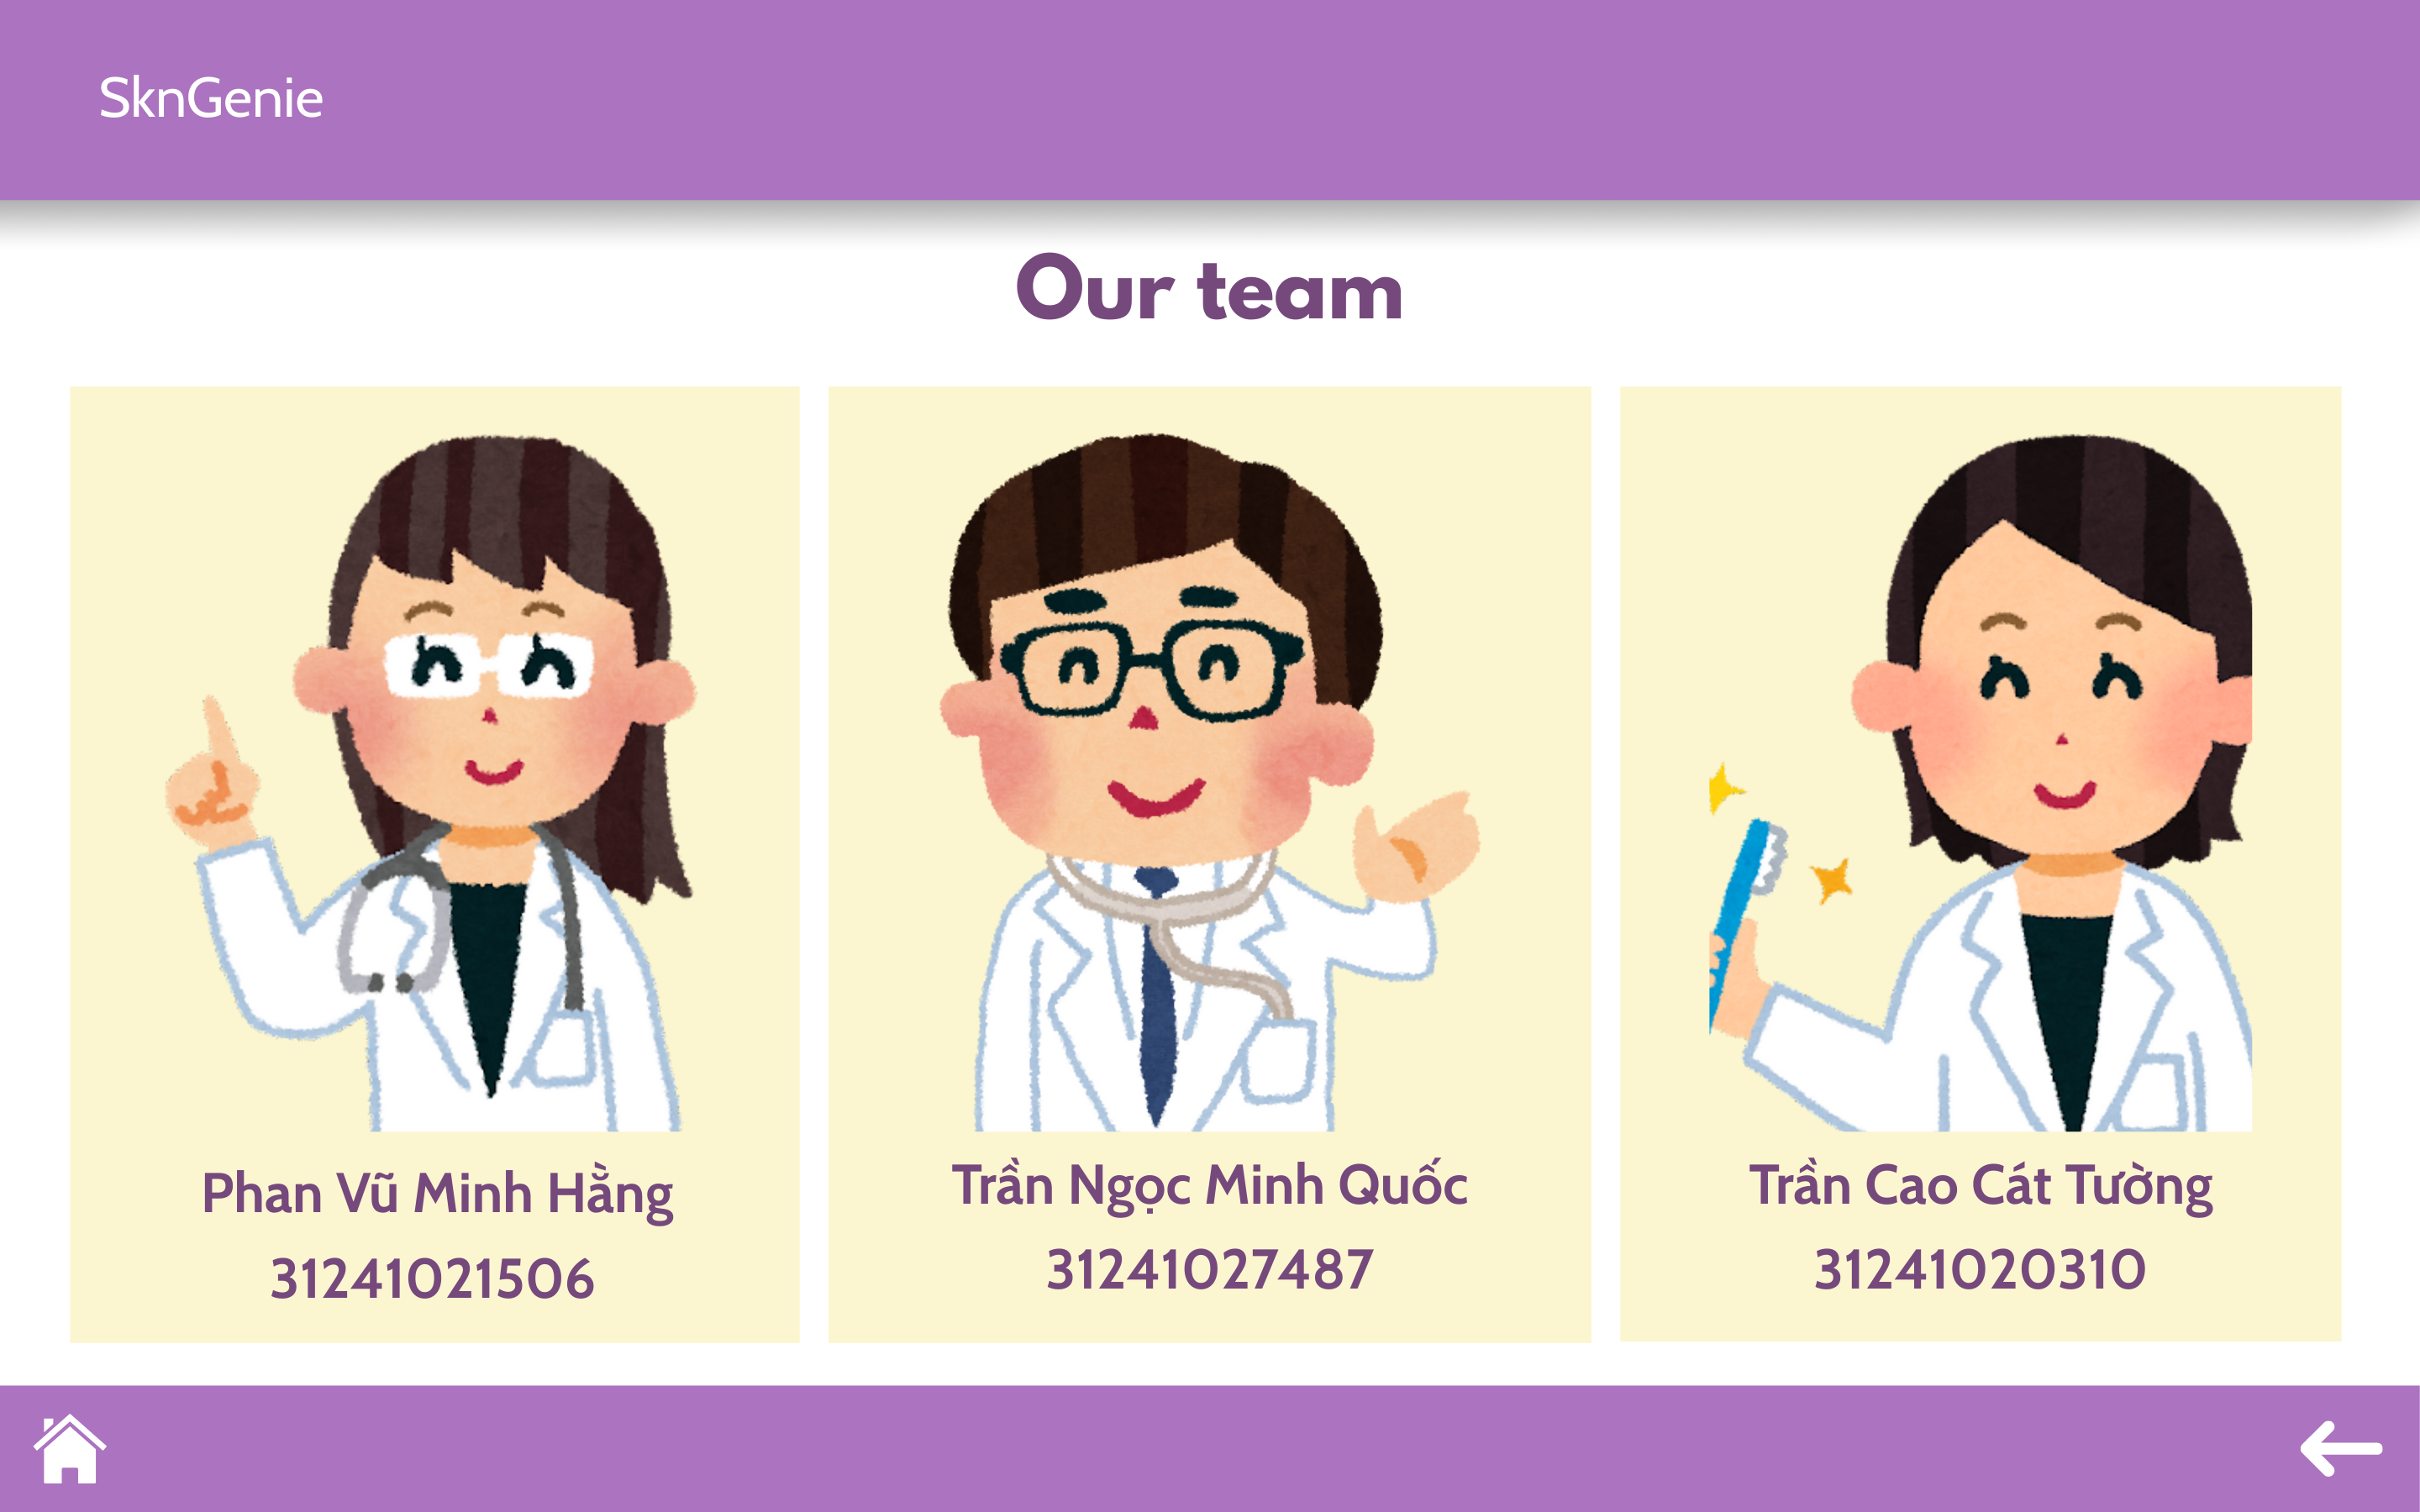 SknGenie
Our team
Phan Vũ Minh Hằng
31241021506
Trần Ngọc Minh Quốc
31241027487
Trần Cao Cát Tường
31241020310